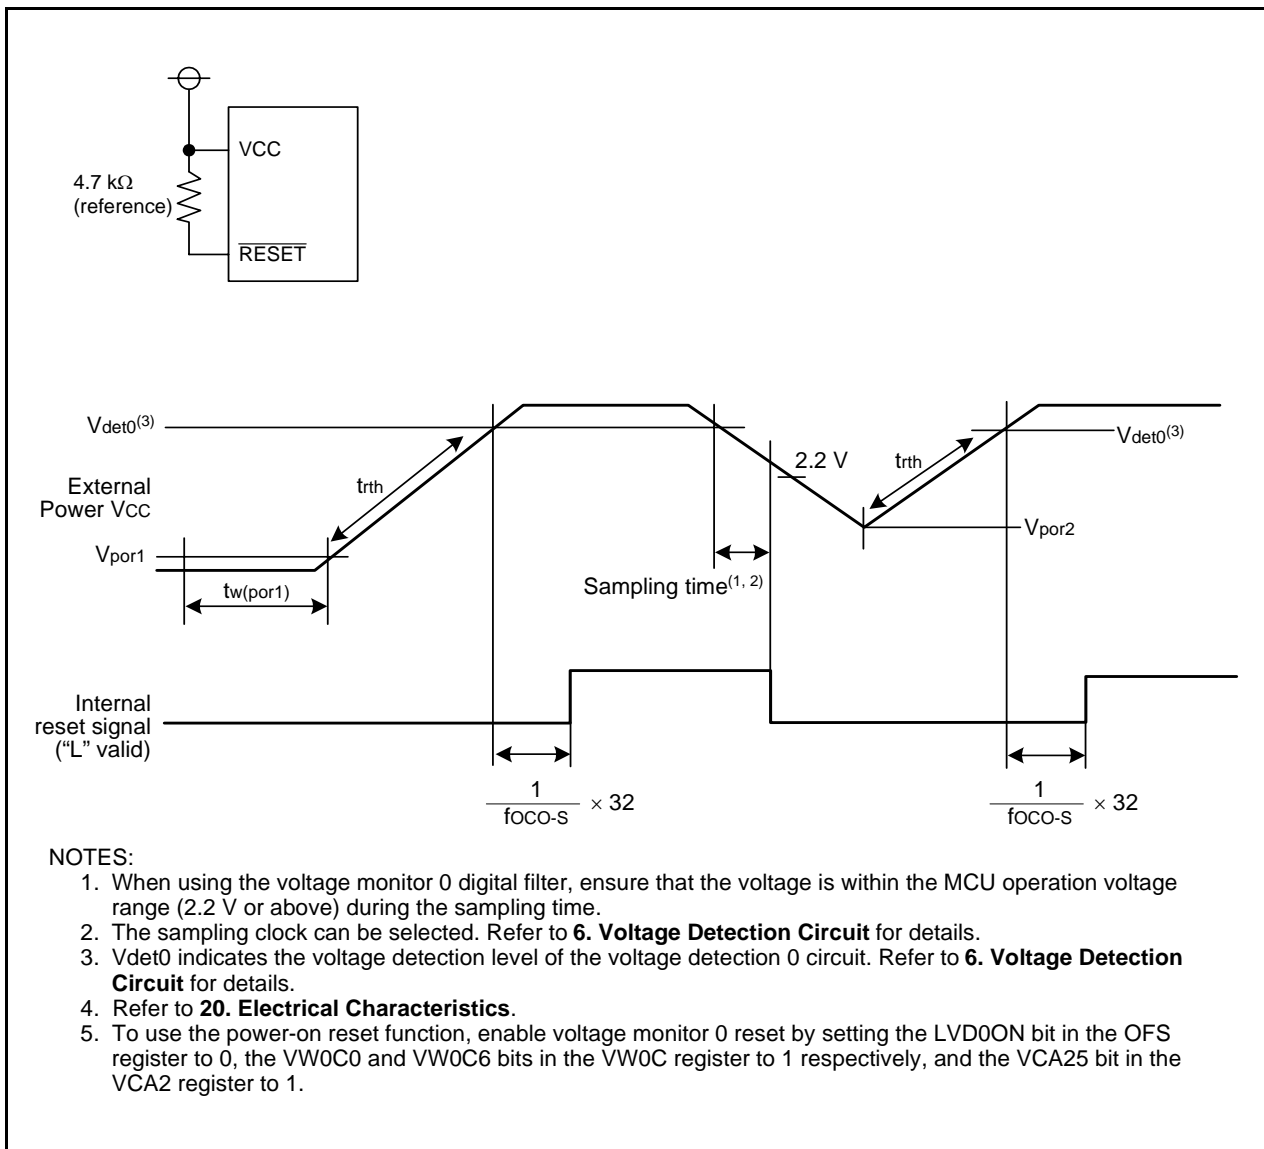 VCC
4.7 kΩ
(reference)
RESET
Vdet0(3)
2.2 V
trth
Vdet0(3)
External
Power VCC
trth
Vpor1
Vpor2
tw(por1)
Sampling time(1, 2)
Internal
reset signal
(“L” valid)
1
fOCO-S
× 32
1
fOCO-S
× 32
NOTES:
1. When using the voltage monitor 0 digital filter, ensure that the voltage is within the MCU operation voltage
range (2.2 V or above) during the sampling time.
2. The sampling clock can be selected. Refer to 6. Voltage Detection Circuit for details.
3. Vdet0 indicates the voltage detection level of the voltage detection 0 circuit. Refer to 6. Voltage Detection
Circuit for details.
4. Refer to 20. Electrical Characteristics.
5. To use the power-on reset function, enable voltage monitor 0 reset by setting the LVD0ON bit in the OFS
register to 0, the VW0C0 and VW0C6 bits in the VW0C register to 1 respectively, and the VCA25 bit in the
VCA2 register to 1.